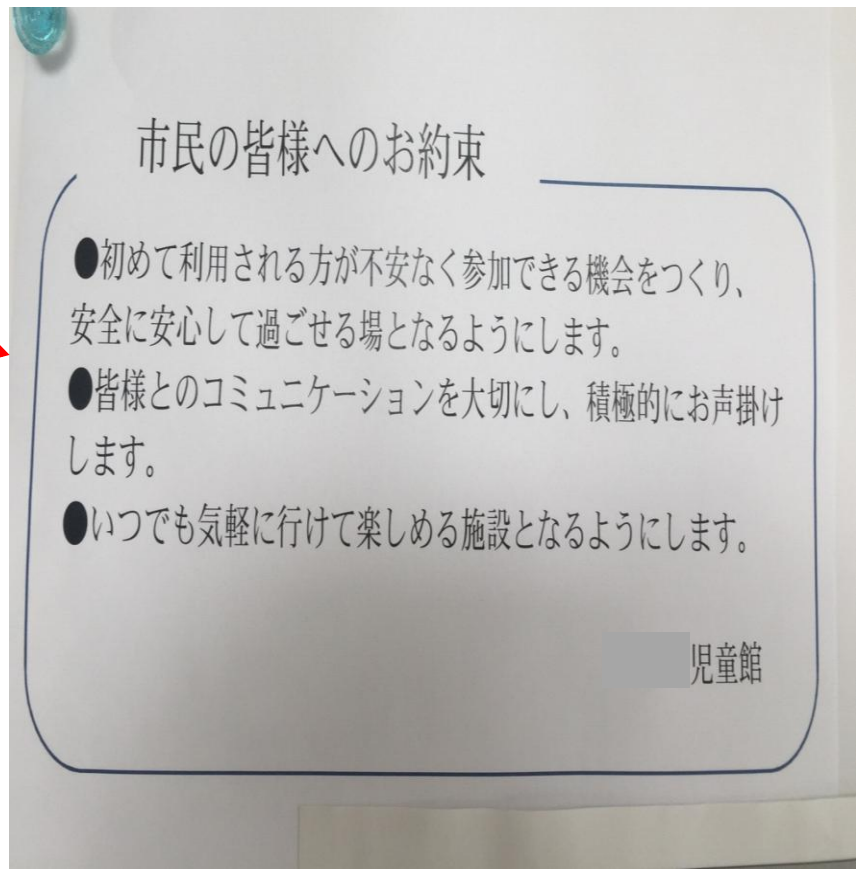 市民の皆様へのお約束
●初めて利用される方が不安なく参加できる機会をつくり、
安全に安心して過ごせる場となるようにします。
●皆様とのコミュニケーションを大切にし、積極的にお声掛け
します。
●いつでも気軽に行けて楽しめる施設となるようにします。
児童館